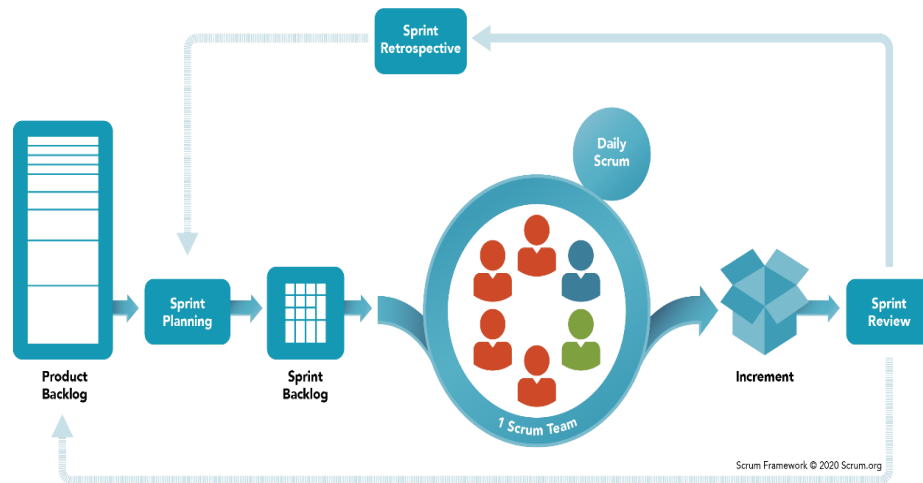 Sprint
Retrospective
Daily
Scrum
Sprint
Planning
Sprint
Review
Product
Backlog
Sprint
Backlog
1 Scrum Team
Increment
Scrum Framework © 2020 Scrum.org